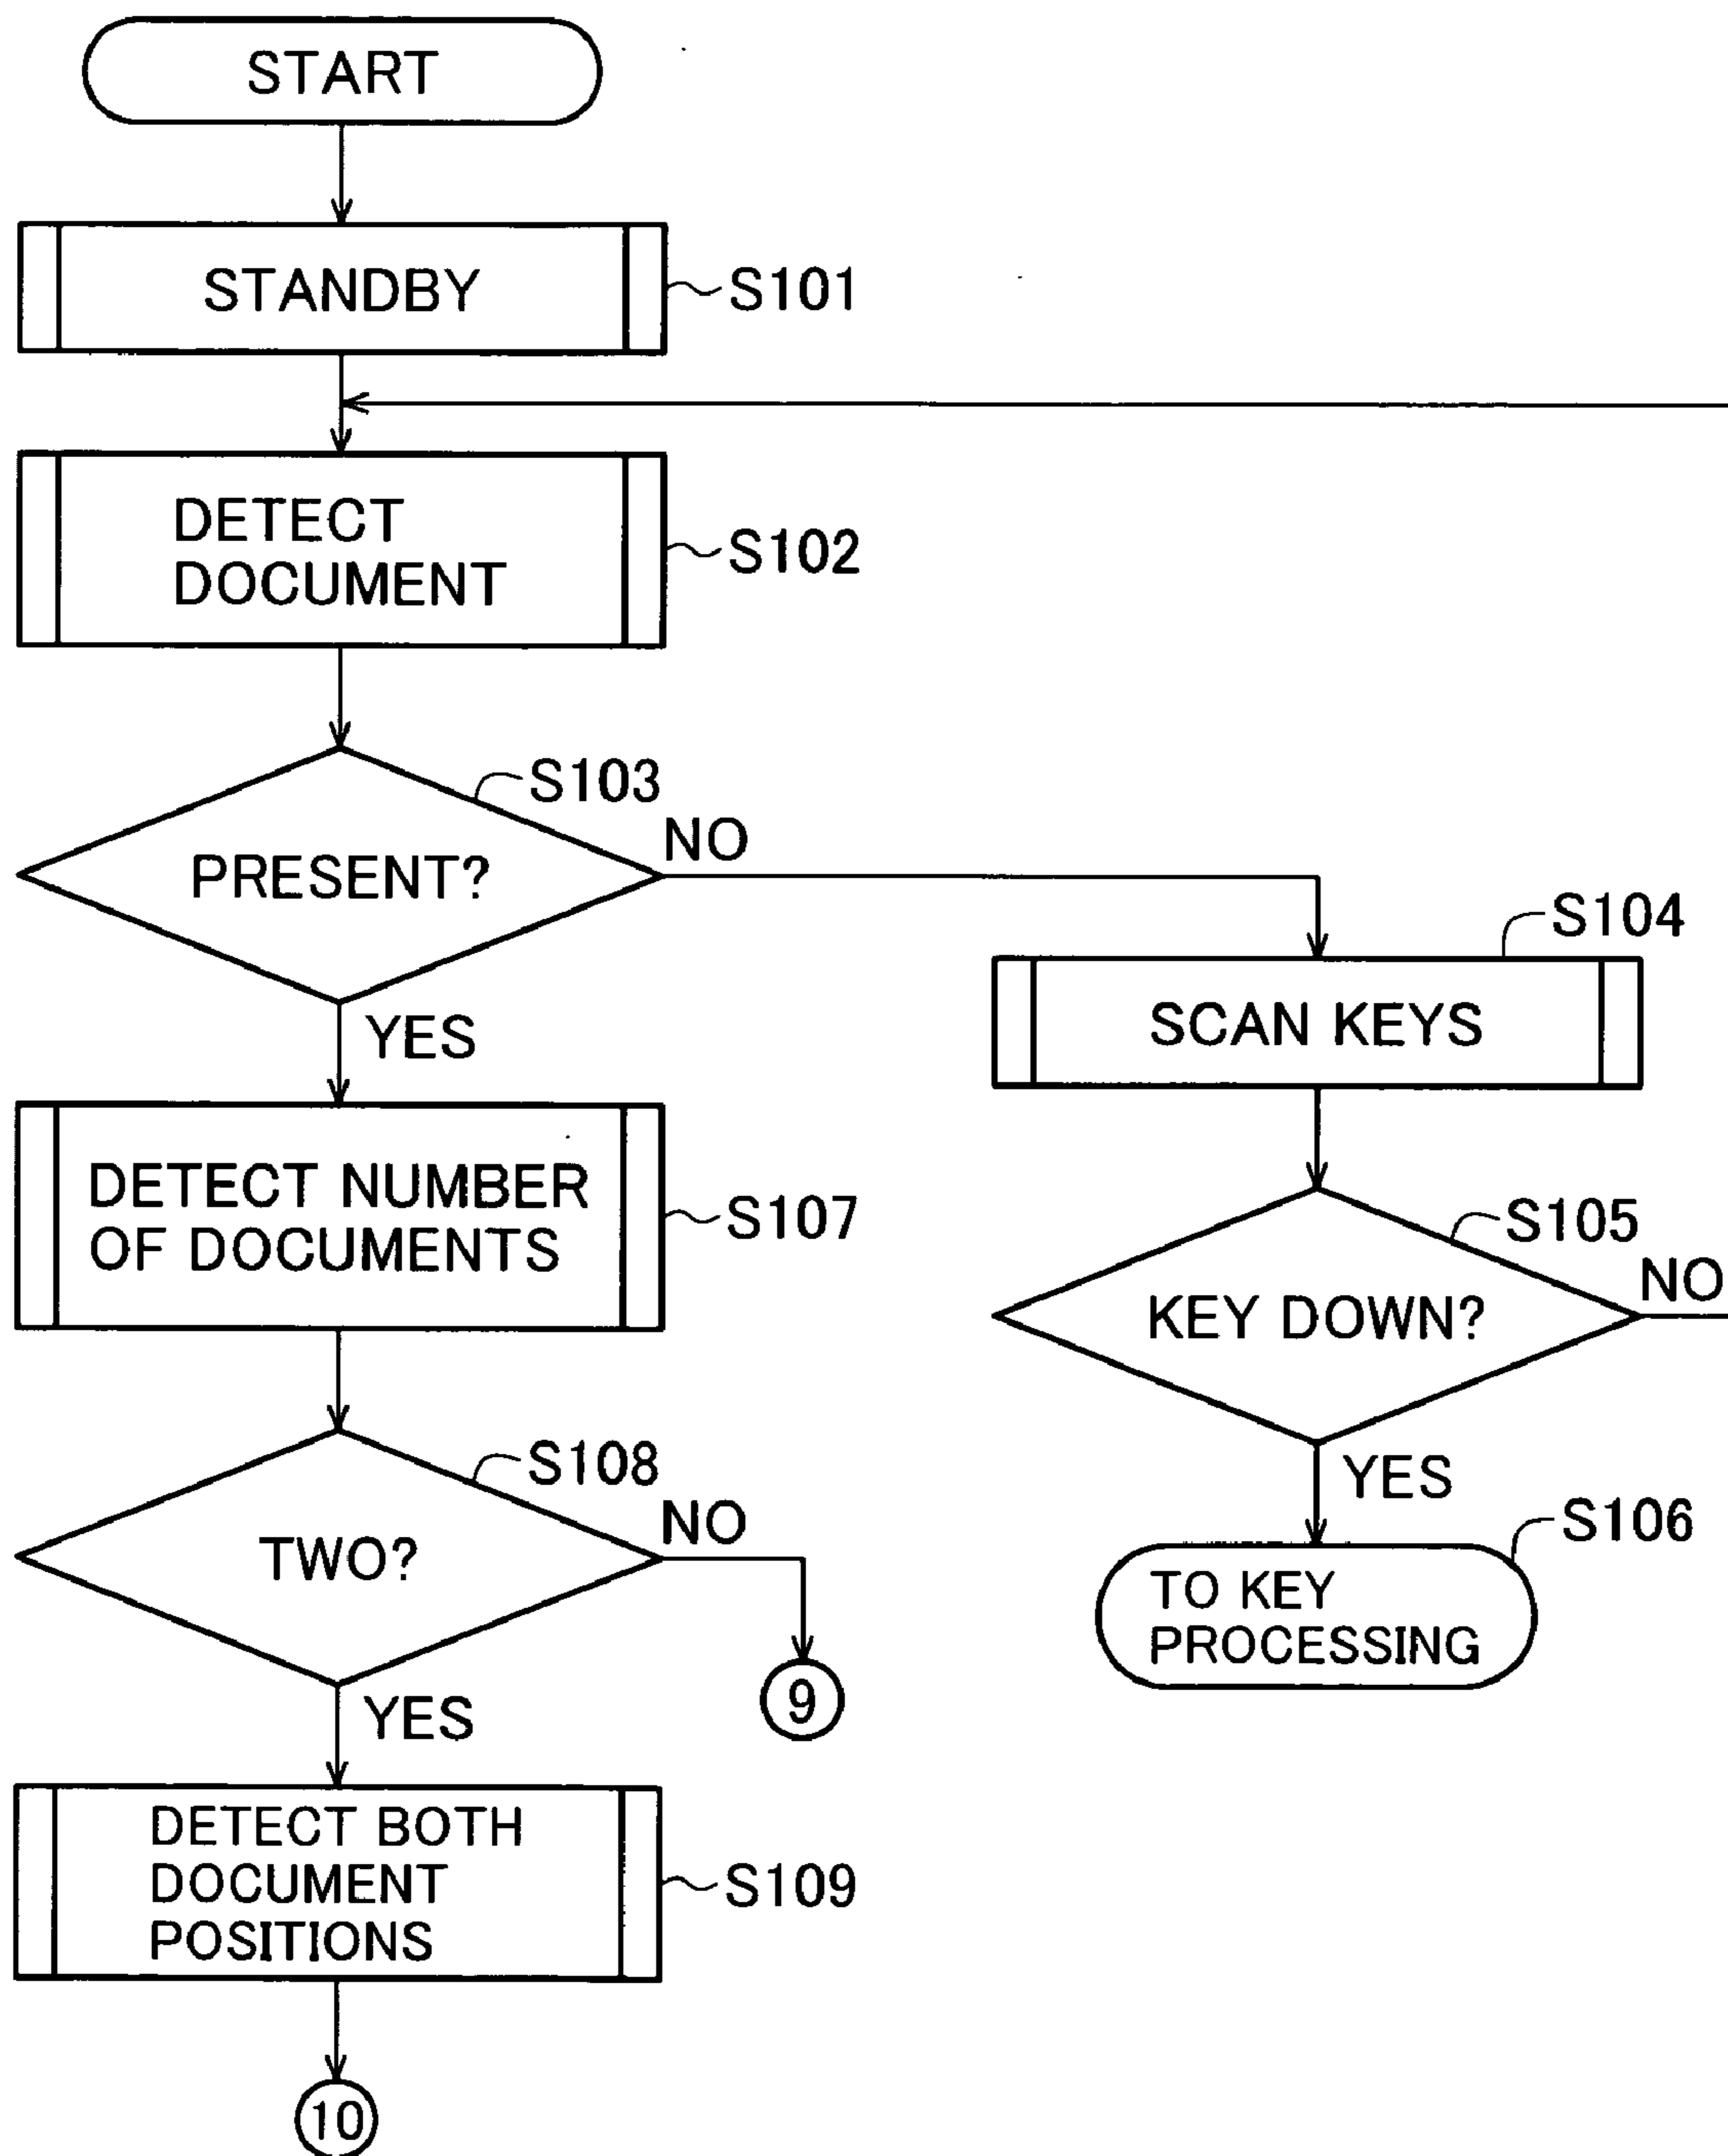 START
STANDBY
S101
DETECT
DOCUMENT
S102
S103
PRESENT?
NO
YES
S104
SCAN KEYS
S105
KEY DOWN?
NO
YES
S106
TO KEY
PROCESSING
DETECT NUMBER
OF DOCUMENTS
S107
S108
TWO?
NO
9
YES
DETECT BOTH
DOCUMENT
POSITIONS
S109
10